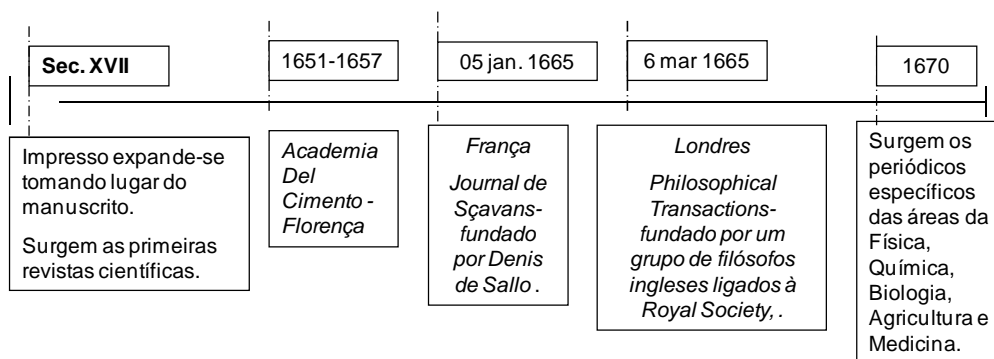 Sec. XVII
Impresso expande-se
tomando lugar do
manuscrito.
Surgem as primeiras
revistas científicas.
1651-1657
Academia
Del
Cimento -
Florença
05 jan. 1665
França
Journal de
Sçavans-
fundado
por Denis
de Sallo .
6 mar 1665
Londres
Philosophical
Transactions-
fundado por um
grupo de filósofos
ingleses ligados à
Royal Society, .
1670
Surgem os
periódicos
específicos
das áreas da
Física,
Química,
Biologia,
Agricultura e
Medicina.